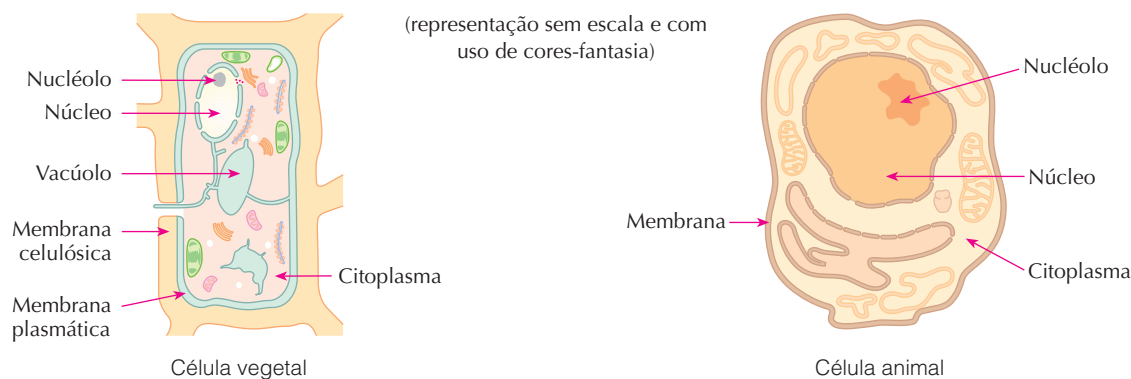 (representação sem escala e com
uso de cores-fantasia)
Nucléolo
Núcleo
Vacúolo
Membrana
celulósica
Membrana
plasmática
Citoplasma
Célula vegetal
Nucléolo
Núcleo
Membrana
Citoplasma
Célula animal